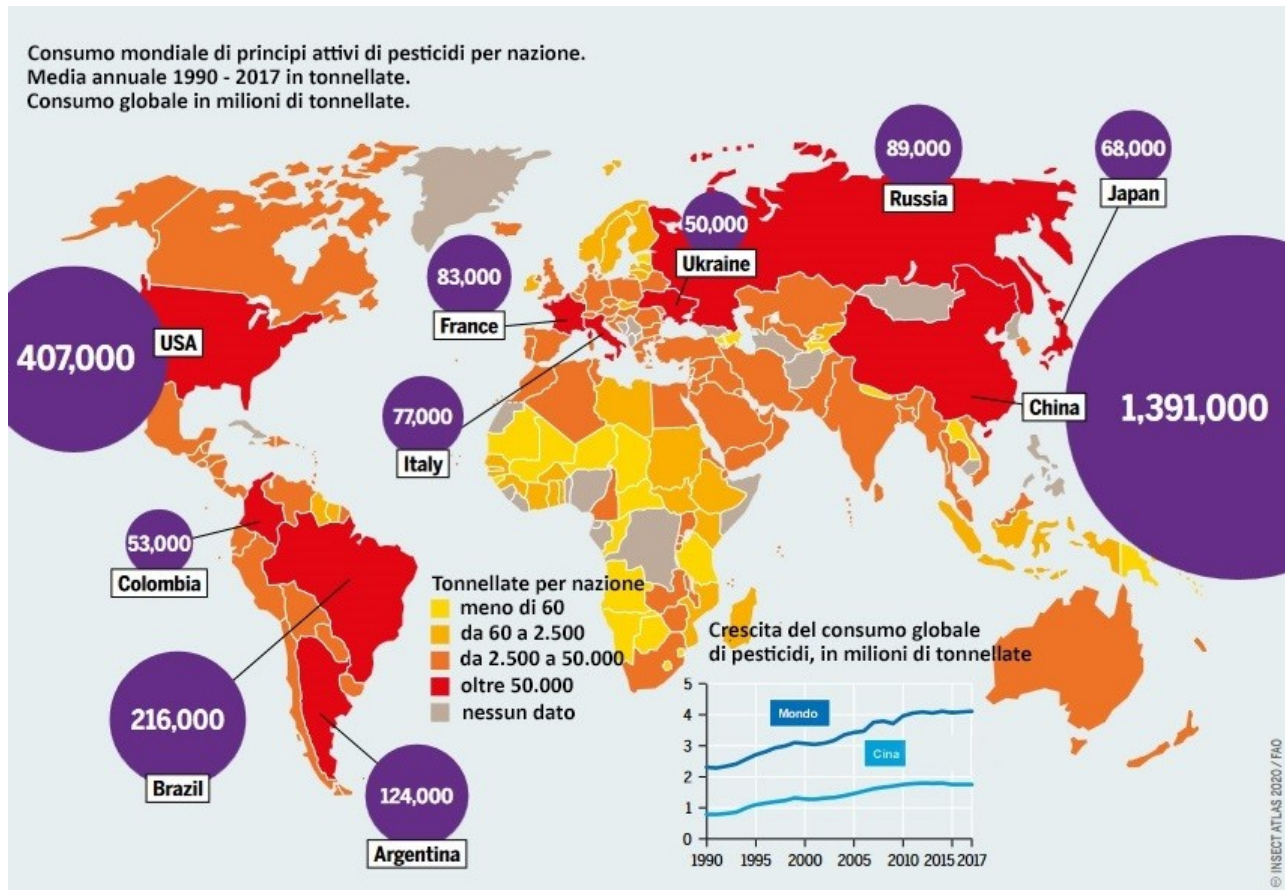 Consumo mondiale di principi attivi di pesticidi per nazione.
Media annuale 1990 - 2017 in tonnellate.
Consumo globale in milioni di tonnellate.
89,000
Russia
68,000
Japan
50,000
Ukraine
83,000
France
407,000
USA
77,000
Italy
China
1,391,000
53,000
Colombia
216,000
Brazil
124,000
Argentina
Tonnellate per nazione
meno di 60
da 60 a 2.500
da 2.500 a 50.000
oltre 50.000
nessun dato
Crescita del consumo globale
di pesticidi, in milioni di tonnellate
5
4
3
2
1
0
Mondo
Cina
1990 1995 2000 2005 2010 2015 2017
© INSECT ATLAS 2020 / FAO